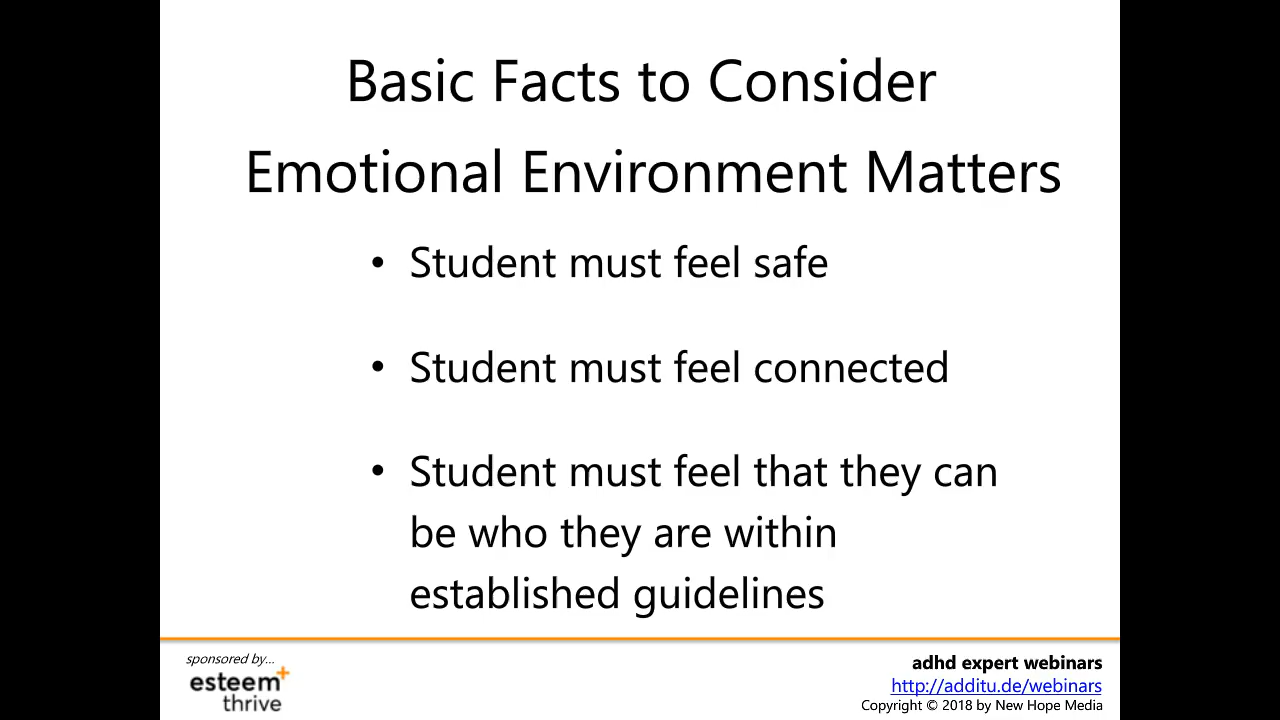 Basic Facts to Consider
Emotional Environment Matters
• Student must feel safe
• Student must feel connected
• Student must feel that they can
be who they are within
established guidelines
sponsored by...
esteem+
thrive
adhd expert webinars
http://additu.de/webinars
Copyright © 2018 by New Hope Media